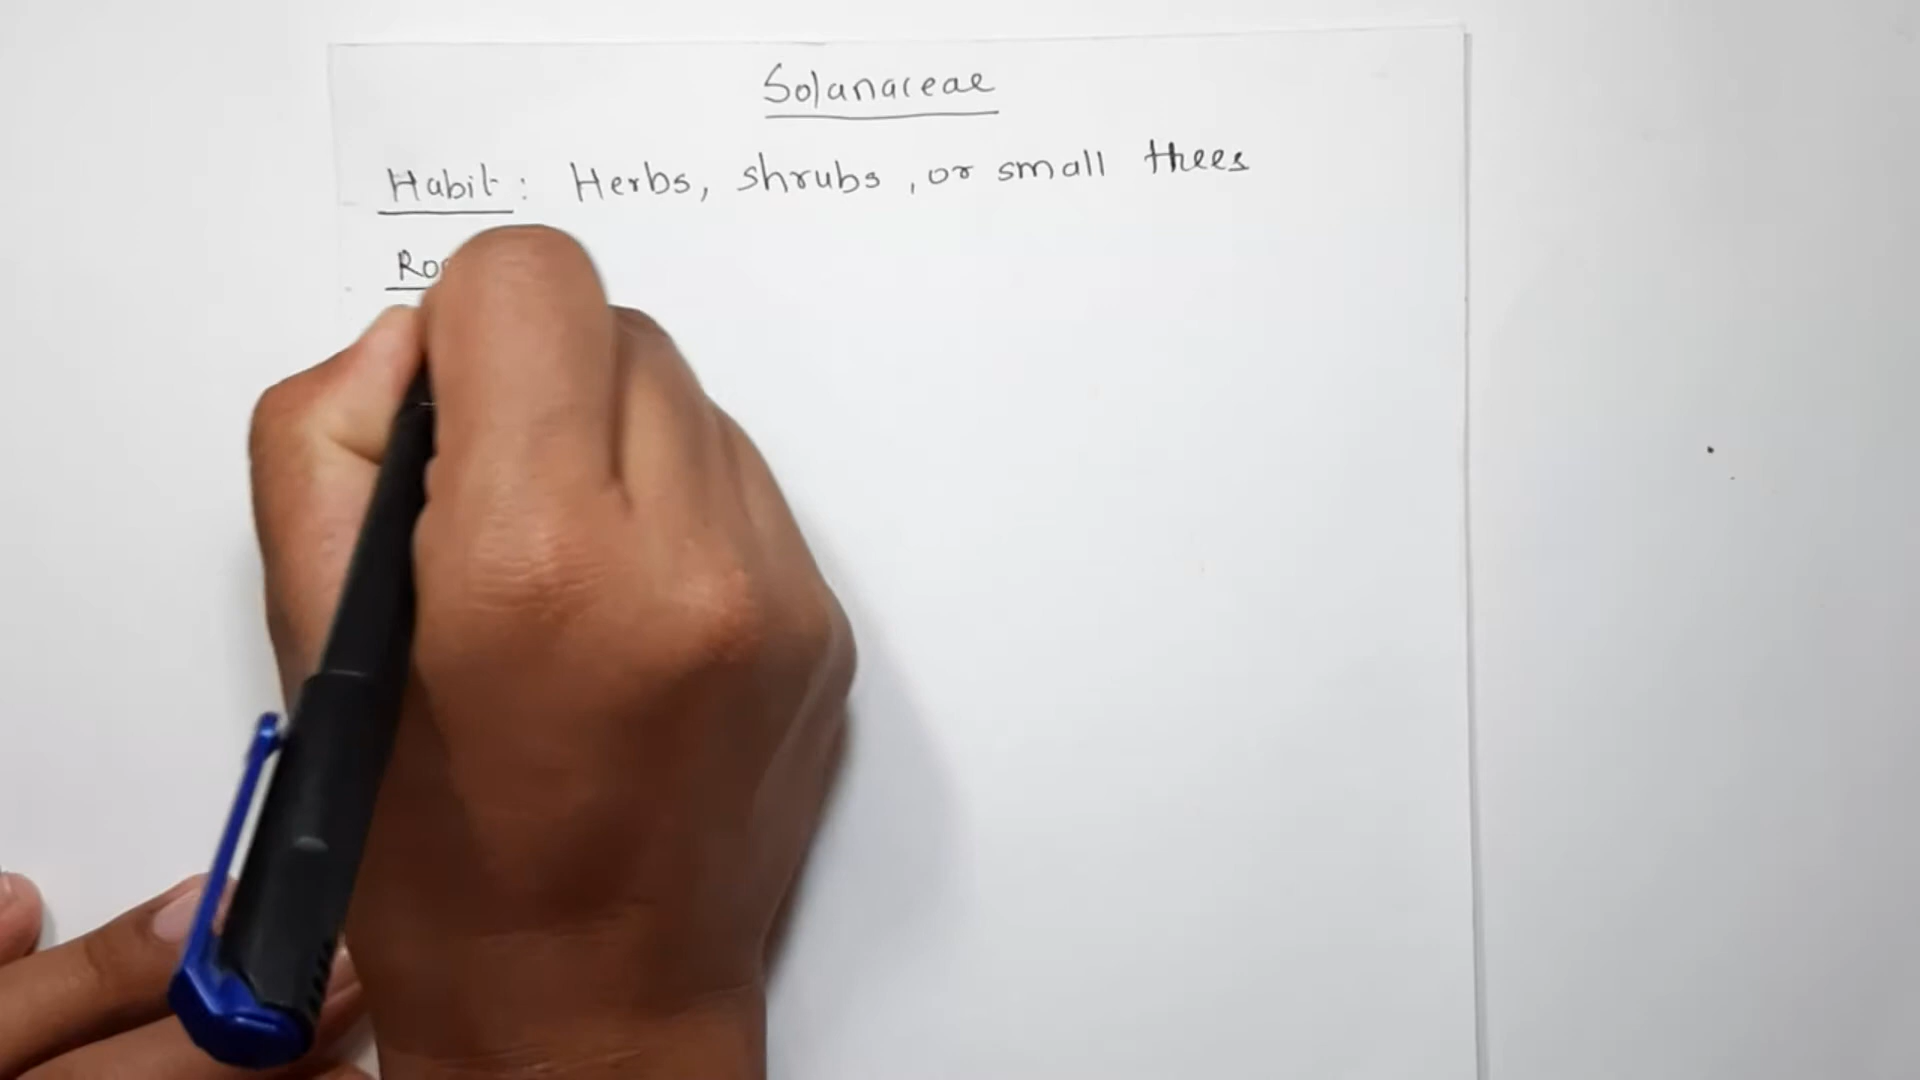 Solanaceae
Habit: Herbs, shrubs, or small trees